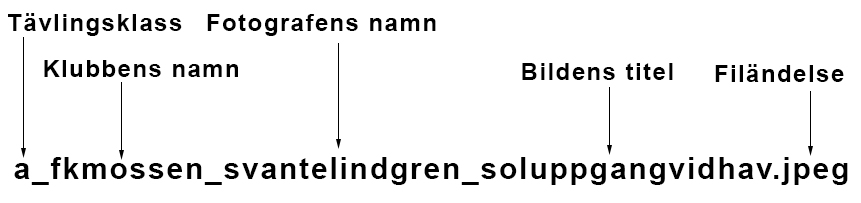 Tävlingsklass Fotografens namn
Klubbens namn Bildens titel Filändelse
a_fkmossen_svantelindgren_soluppgangvidhav.jpeg